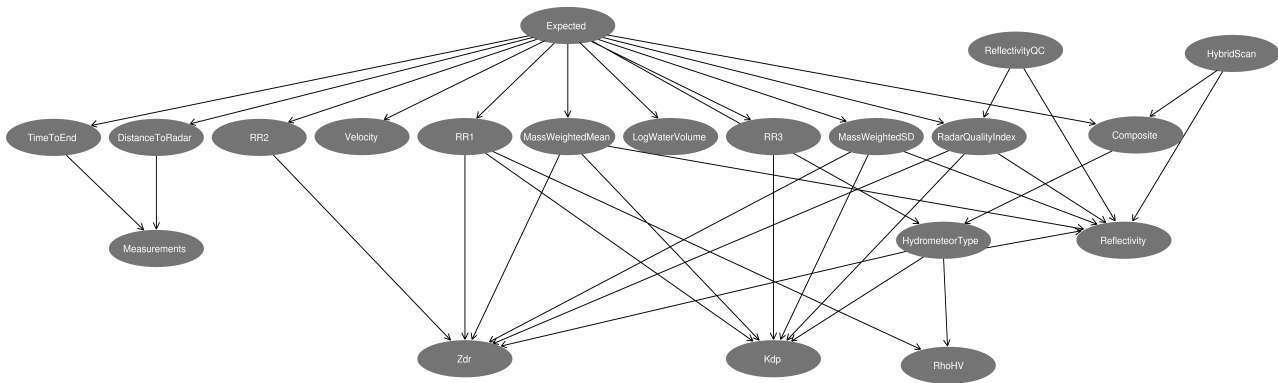 Expected
ReflectivityQC
HybridScan
TimeToEnd
DistanceToRadar
RR2
Velocity
RR1
MassWeightedMean
LogWaterVolume
RR3
MassWeightedSD
RadarQualityIndex
Composite
Measurements
HydrometeorType
Reflectivity
Zdr
Kdp
RhoHV